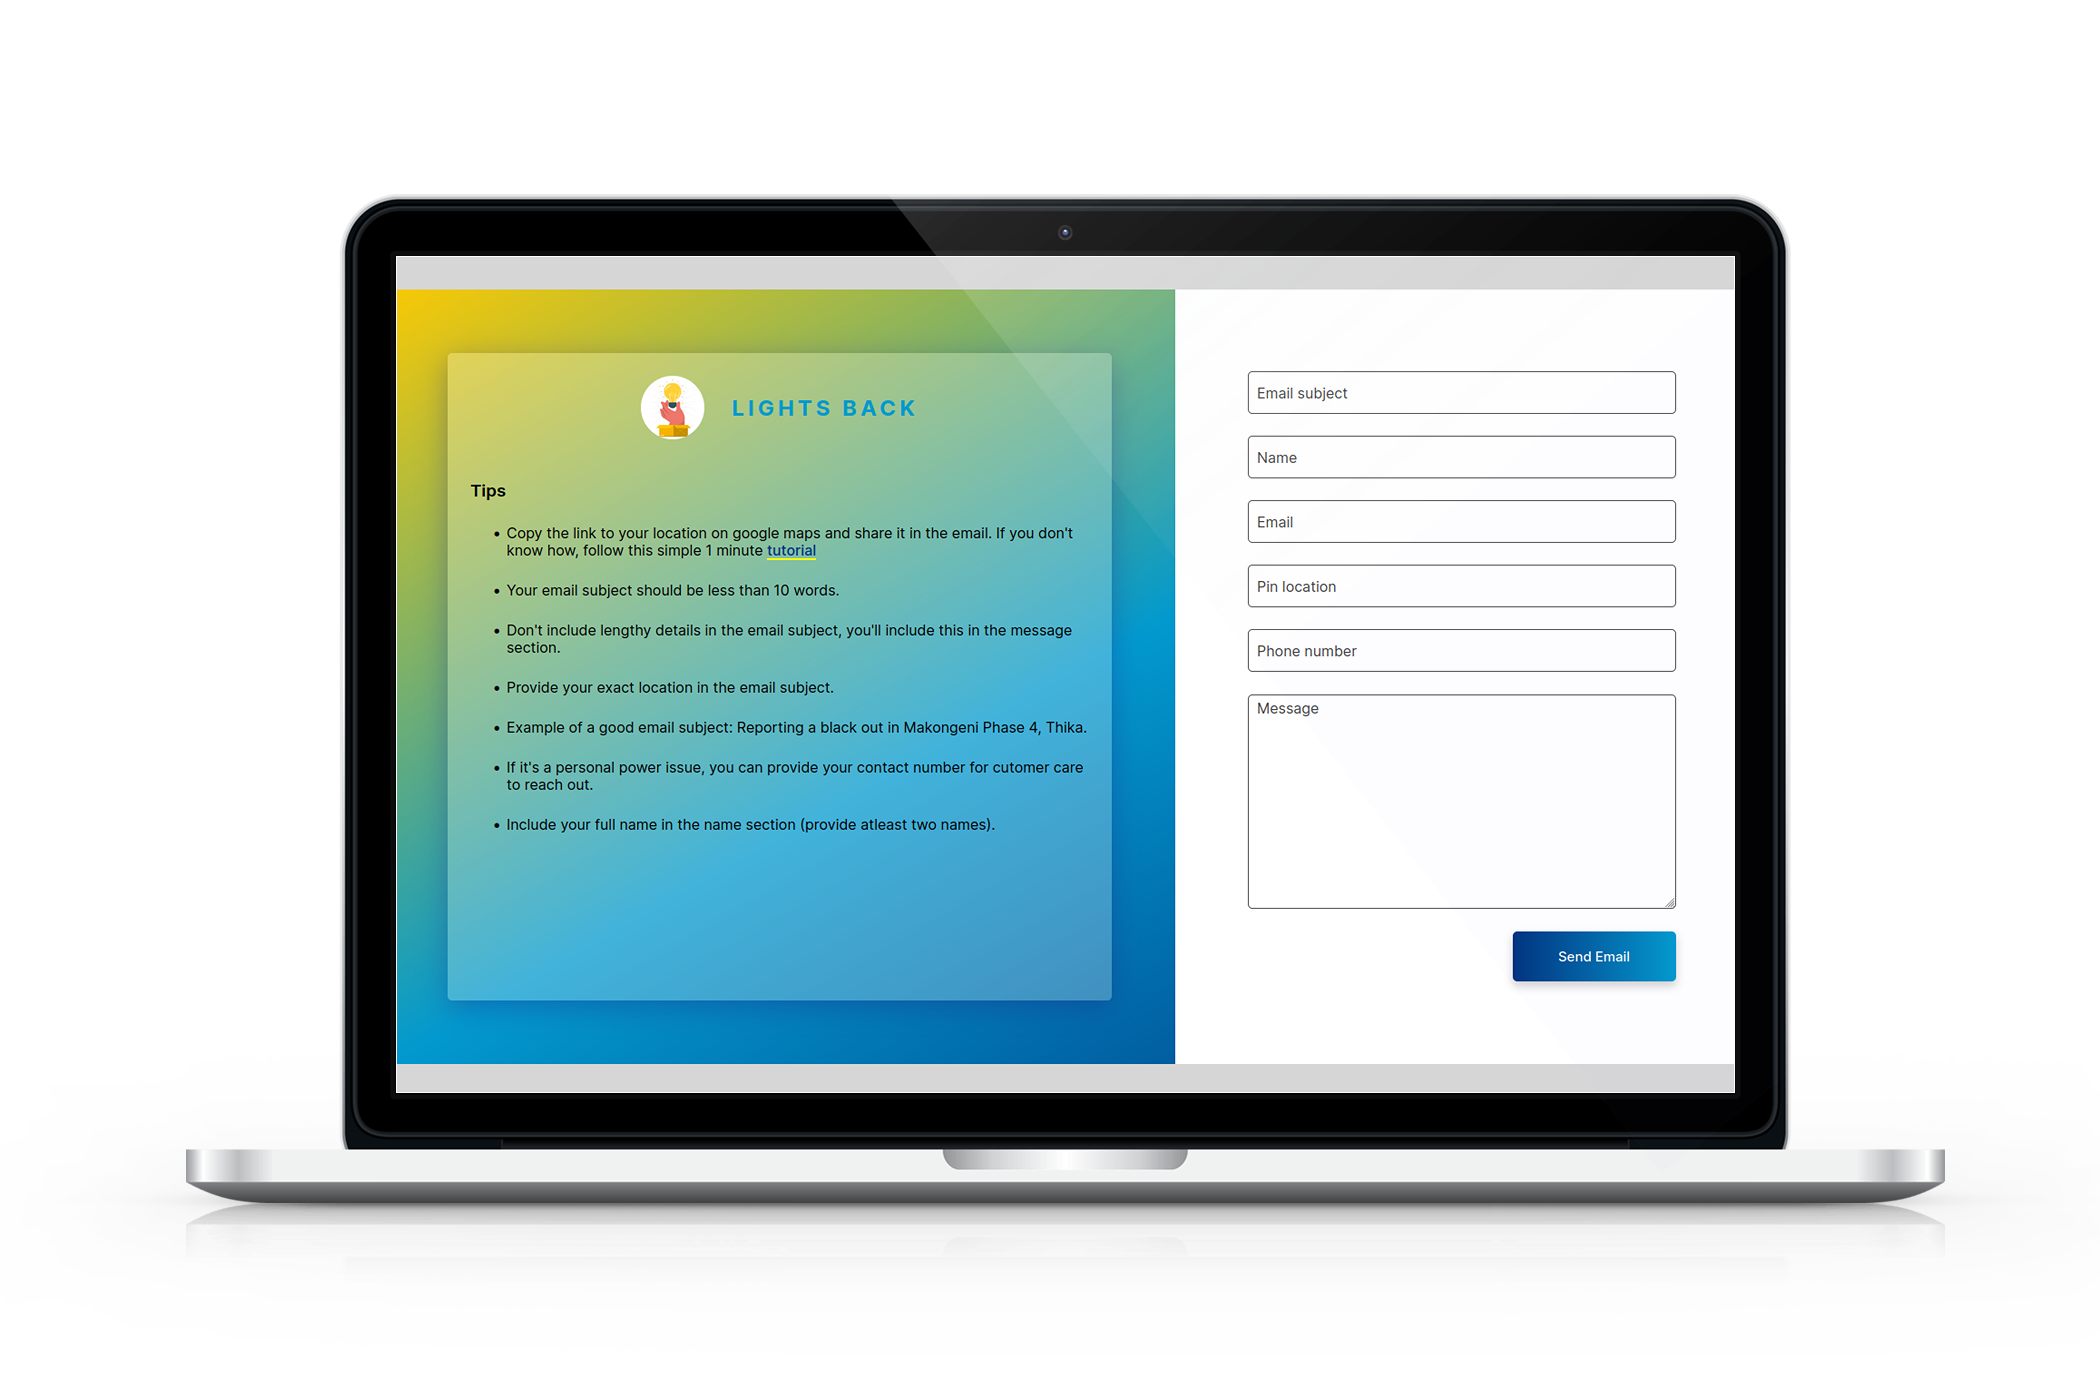 LIGHTS BACK
Tips
• Copy the link to your location on google maps and share it in the email. If you don't
know how, follow this simple 1 minute tutorial
• Your email subject should be less than 10 words.
• Don't include lengthy details in the email subject, you'll include this in the message
section.
• Provide your exact location in the email subject.
• Example of a good email subject: Reporting a black out in Makongeni Phase 4, Thika.
• If it's a personal power issue, you can provide your contact number for cutomer care
to reach out.
• Include your full name in the name section (provide atleast two names).
Email subject
Name
Email
Pin location
Phone number
Message
Send Email